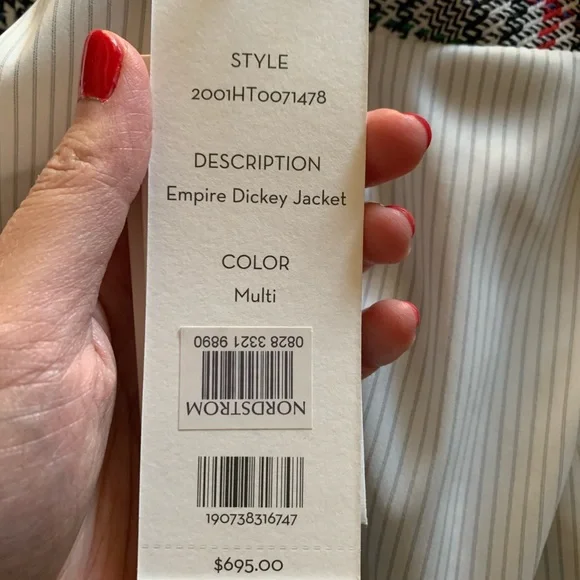 STYLE
2001HT0071478
DESCRIPTION
Empire Dickey Jacket
COLOR
Multi
0828 3321 9890
NORDSTROM
190738316747
$695.00